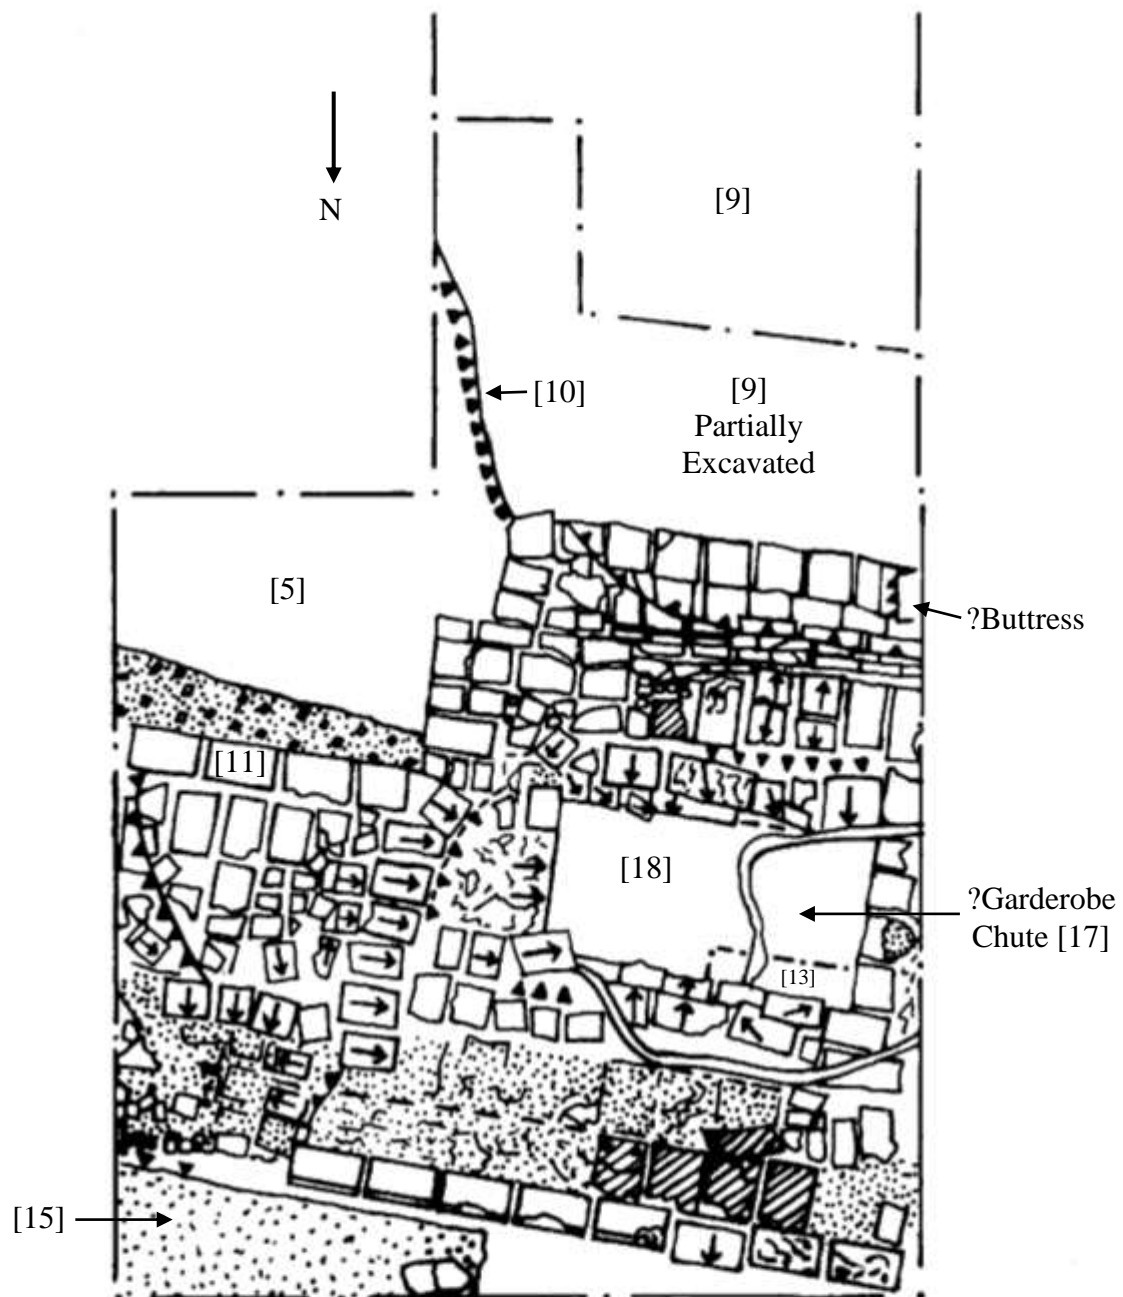 [9]
N
[10]
[9]
Partially
Excavated
[5]
?Buttress
[11]
[18]
?Garderobe
Chute [17]
[13]
[15]